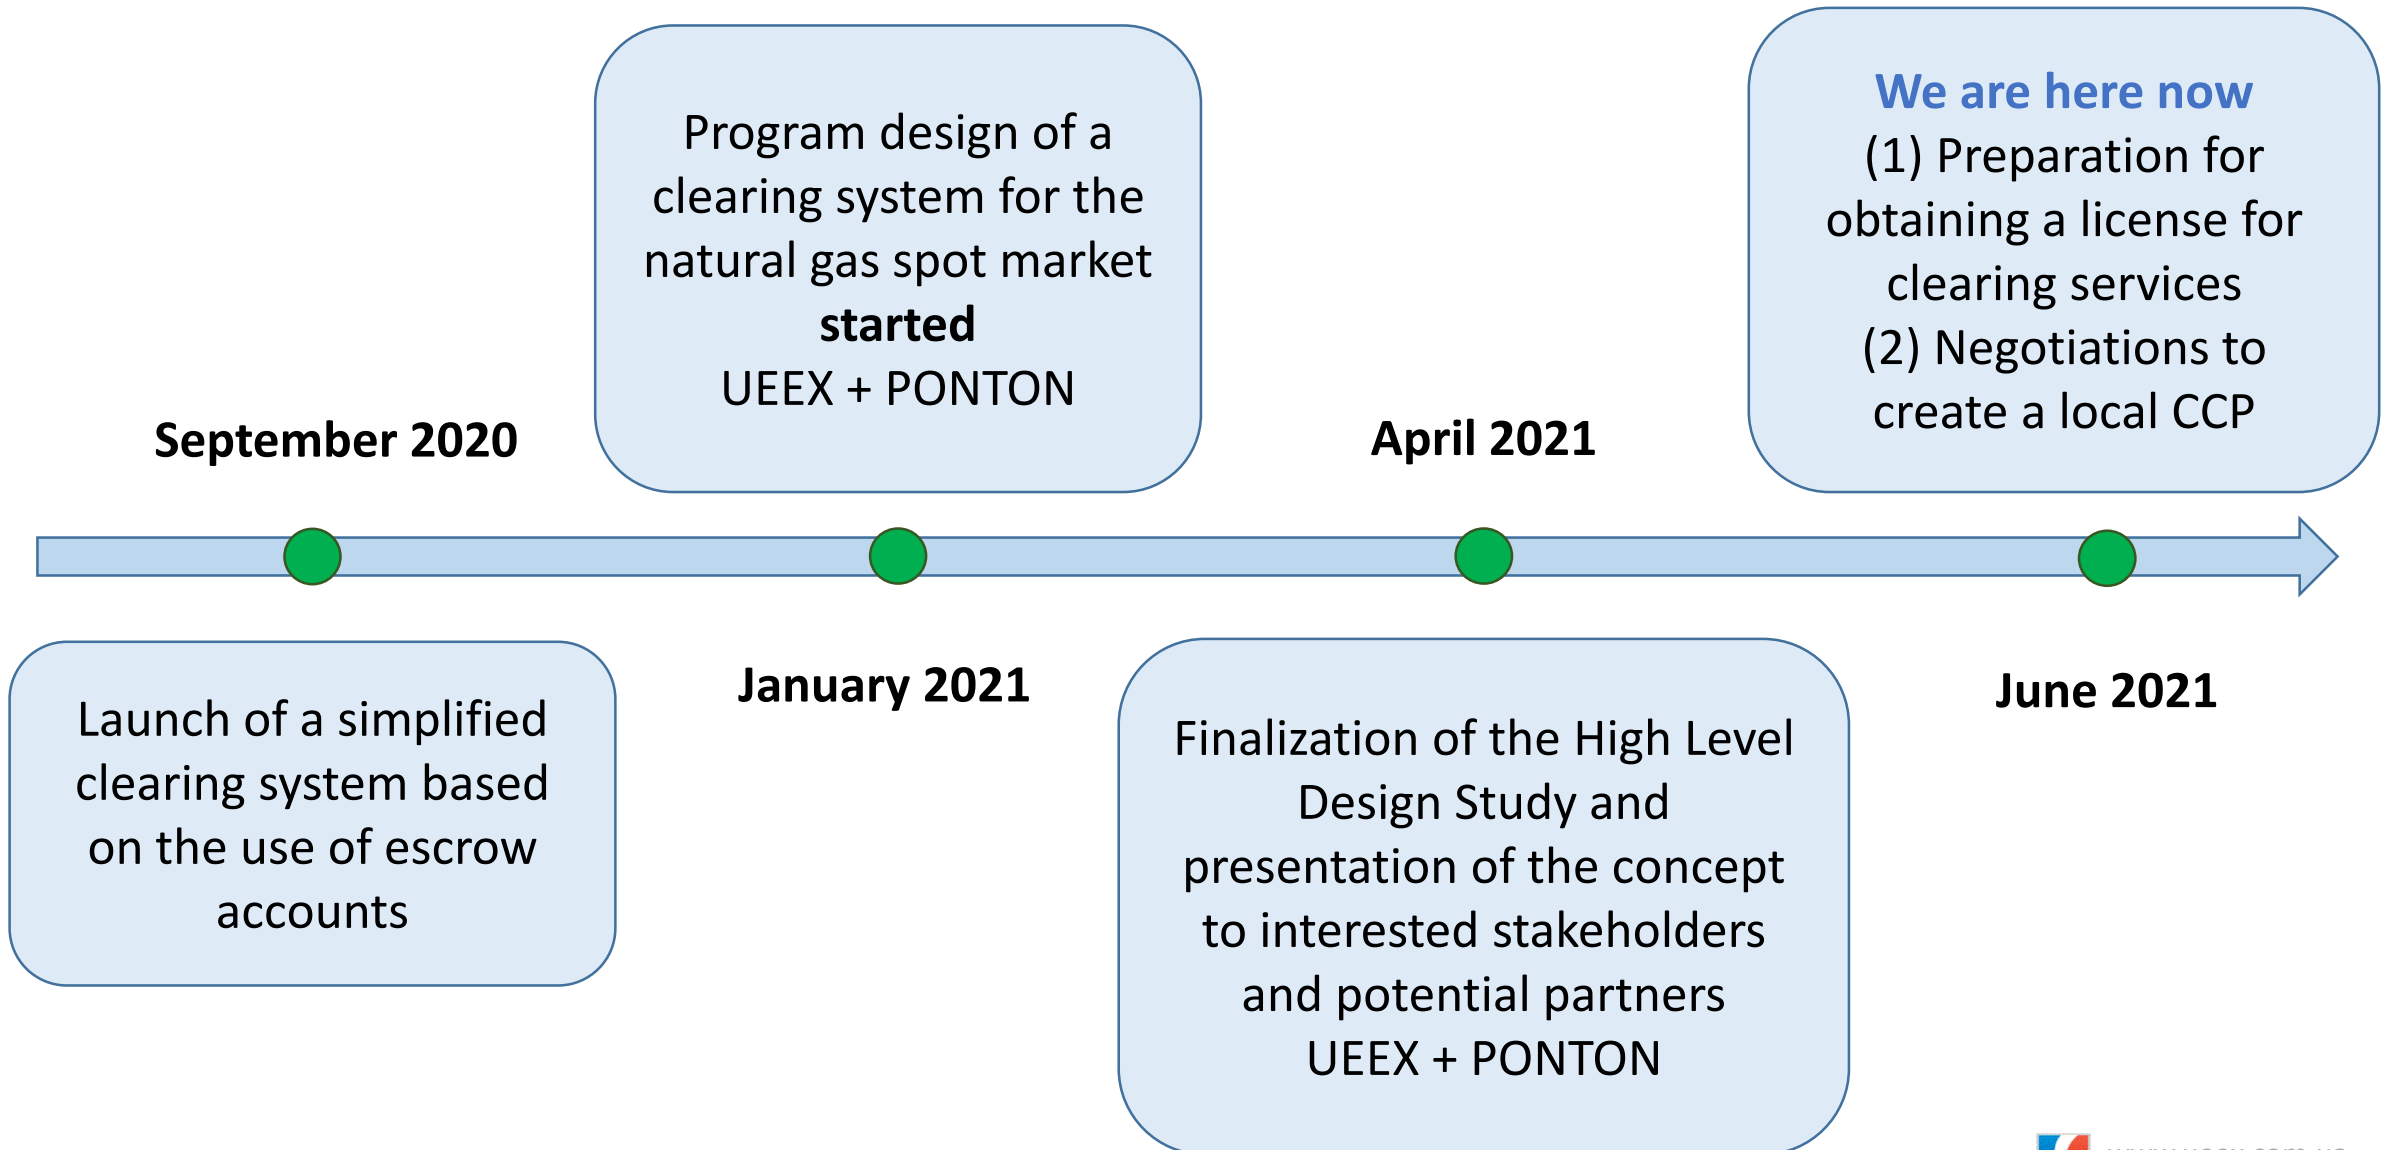 September 2020
Launch of a simplified
clearing system based
on the use of escrow
accounts
Program design of a
clearing system for the
natural gas spot market
started
UEEX + PONTON
January 2021
April 2021
Finalization of the High Level
Design Study and
presentation of the concept
to interested stakeholders
and potential partners
UEEX + PONTON
We are here now
(1) Preparation for
obtaining a license for
clearing services
(2) Negotiations to
create a local CCP
June 2021